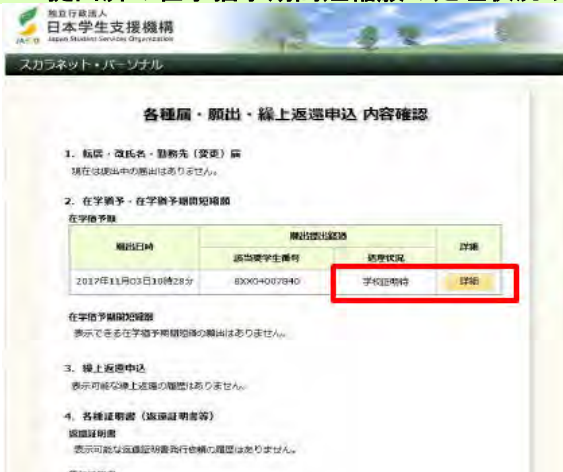 独立行政法人
日本学生支援機構
Japan Student Services Organization
JASSO
スカラネット・パーソナル
各種届・願出・繰上返還申込 内容確認
1. 転居・改氏名・勤務先(変更)届
現在は提出中の届出はありません。
2. 在学猶予・在学猶予期間短縮願
在学猶予願
願出日時
願出提出経路
詳細
該当奨学生番号
処理状況
2017年11月03日10時28分
8XX04007840
学校証明待
詳細
在学猶予期間短縮願
表示できる在学猶予期間短縮の願出はありません。
3. 繰上返還申込
表示可能な繰上返還の履歴はありません。
4. 各種証明書(返還証明書等)
返還証明書
表示可能な返還証明書発行依頼の履歴はありません。